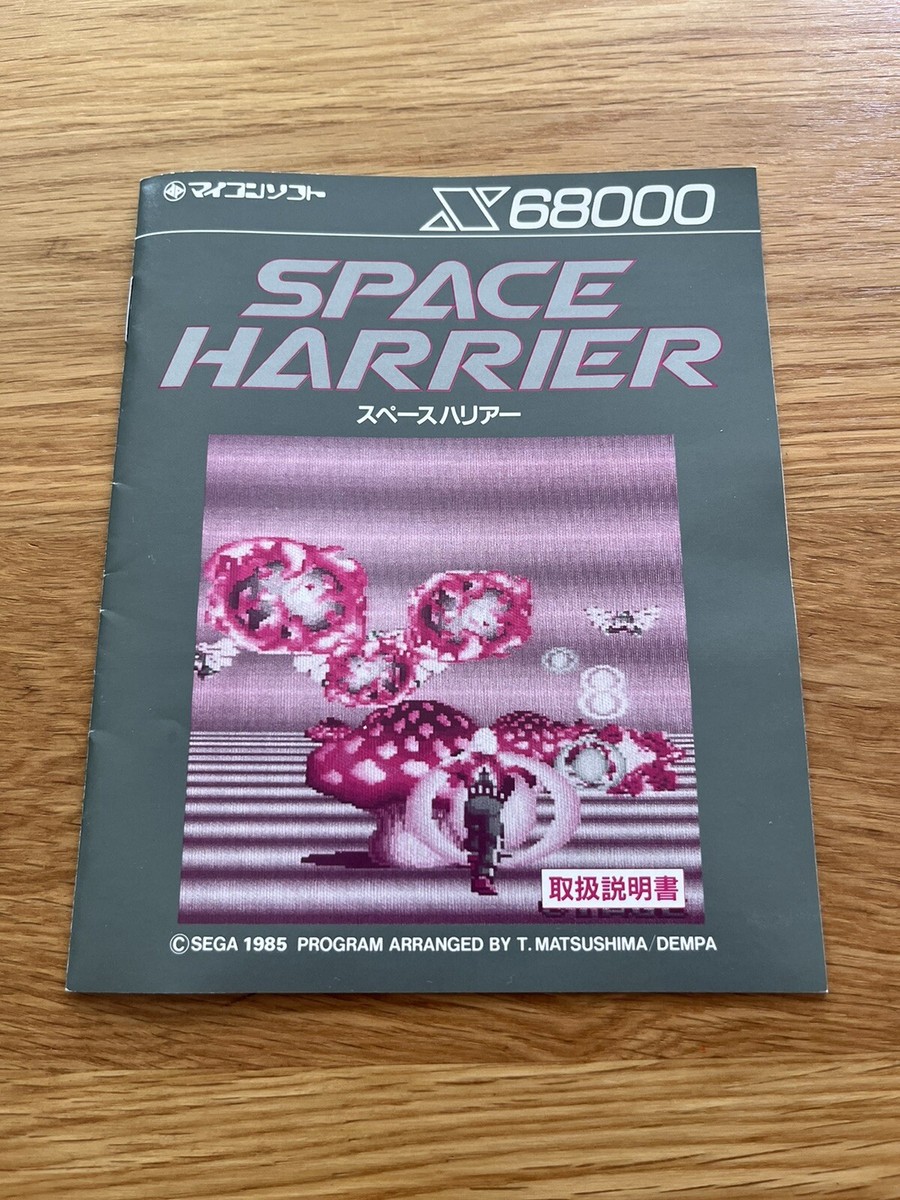 マイコンソフト
X68000
SPACE
HARRIER
スペースハリアー
取扱説明書
©SEGA 1985 PROGRAM ARRANGED BY T. MATSUSHIMA/DEMPA